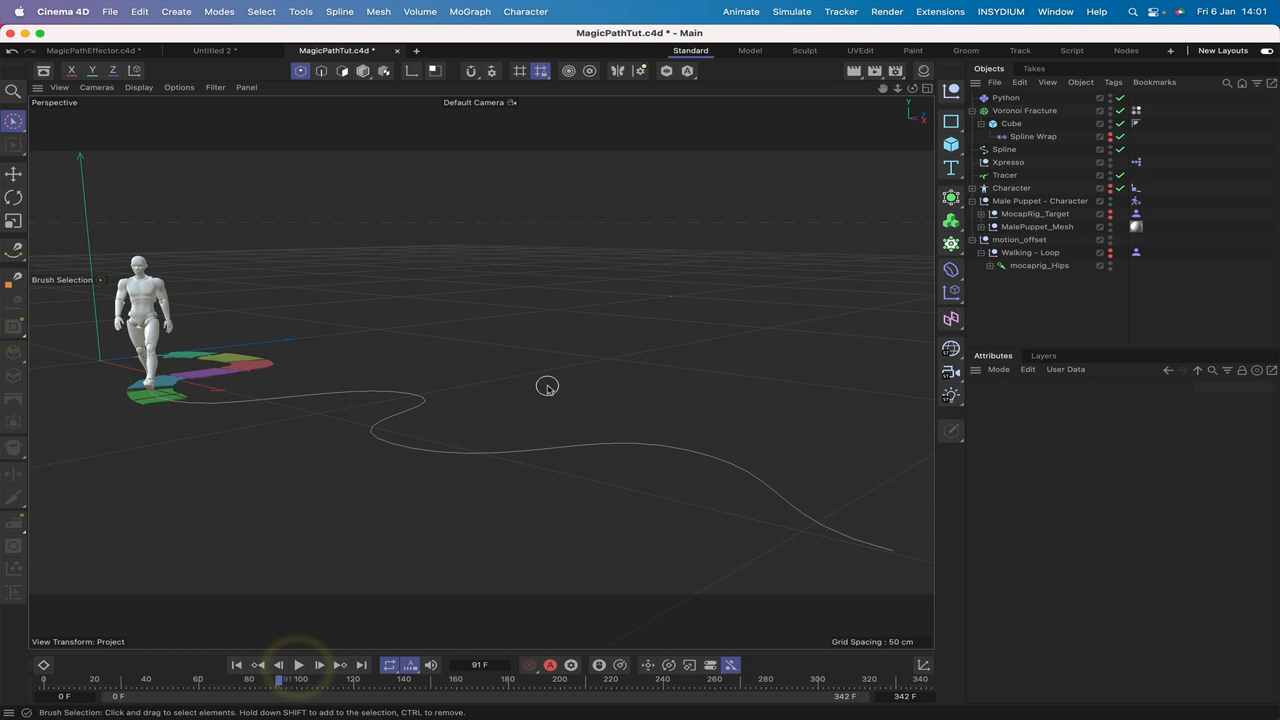 Cinema 4D File Edit Create Modes Select Tools Spline Mesh Volume MoGraph Character Animate Simulate Tracker Render Extensions INSYDIUM Window Help Fri 6 Jan 14:01
MagicPathTut.c4d * - Main
MagicPathEffector.c4d * Untitled 2 * MagicPathTut.c4d * Standard Model Sculpt UVEdit Paint Groom Track Script Nodes New Layouts
X Y Z
View Cameras Display Options Filter Panel
Perspective
Default Camera
Y
Z
X
Brush Selection
View Transform: Project
Grid Spacing : 50 cm
Objects Takes
File Edit View Object Tags Bookmarks
Python
Voronoi Fracture
Cube
Spline Wrap
Spline
Xpresso
Tracer
Character
Male Puppet - Character
MocapRig_Target
MalePuppet_Mesh
motion_offset
Walking - Loop
mocaprig_Hips
Attributes Layers
Mode Edit User Data
ST
ST
ST
A
91 F
0 20 40 60 80 91 100 120 140 160 180 200 220 240 260 280 300 320 340
0 F 0 F 342 F 342 F
Brush Selection: Click and drag to select elements. Hold down SHIFT to add to the selection, CTRL to remove.